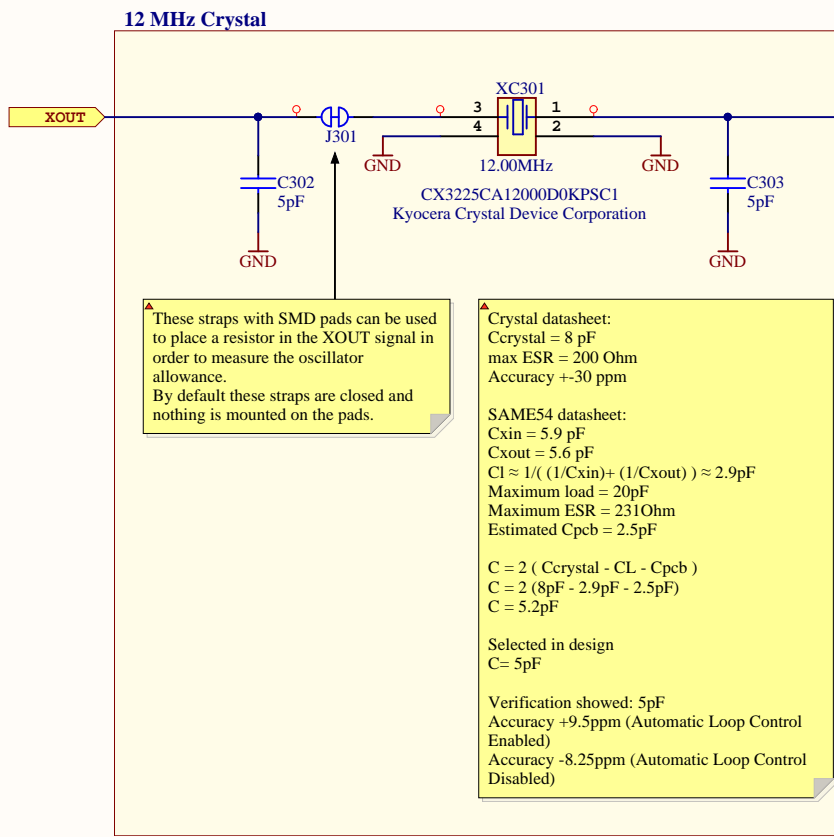 12 MHz Crystal
XOUT
J301
XC301
3
1
4
2
GND
GND
12.00MHz
CX3225CA12000D0KPSC1
Kyocera Crystal Device Corporation
C302
5pF
GND
C303
5pF
GND
These straps with SMD pads can be used
to place a resistor in the XOUT signal in
order to measure the oscillator
allowance.
By default these straps are closed and
nothing is mounted on the pads.
Crystal datasheet:
Ccrystal = 8 pF
max ESR = 200 Ohm
Accuracy +-30 ppm
SAME54 datasheet:
Cxin = 5.9 pF
Cxout = 5.6 pF
Cl ≈ 1/( (1/Cxin)+ (1/Cxout) ) ≈ 2.9pF
Maximum load = 20pF
Maximum ESR = 231Ohm
Estimated Cpcb = 2.5pF
C = 2 ( Ccrystal - CL - Cpcb )
C = 2 (8pF - 2.9pF - 2.5pF)
C = 5.2pF
Selected in design
C= 5pF
Verification showed: 5pF
Accuracy +9.5ppm (Automatic Loop Control
Enabled)
Accuracy -8.25ppm (Automatic Loop Control
Disabled)